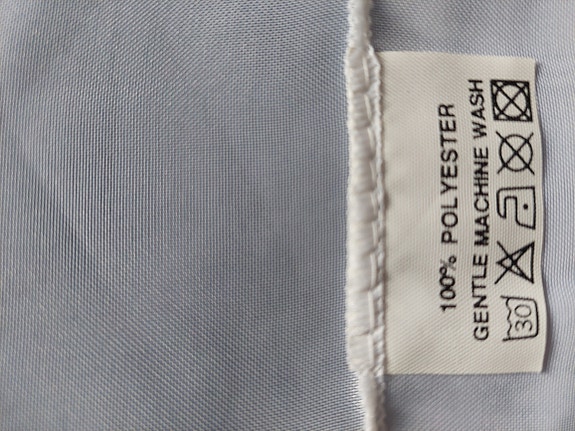 100% POLYESTER
GENTLE MACHINE WASH
30